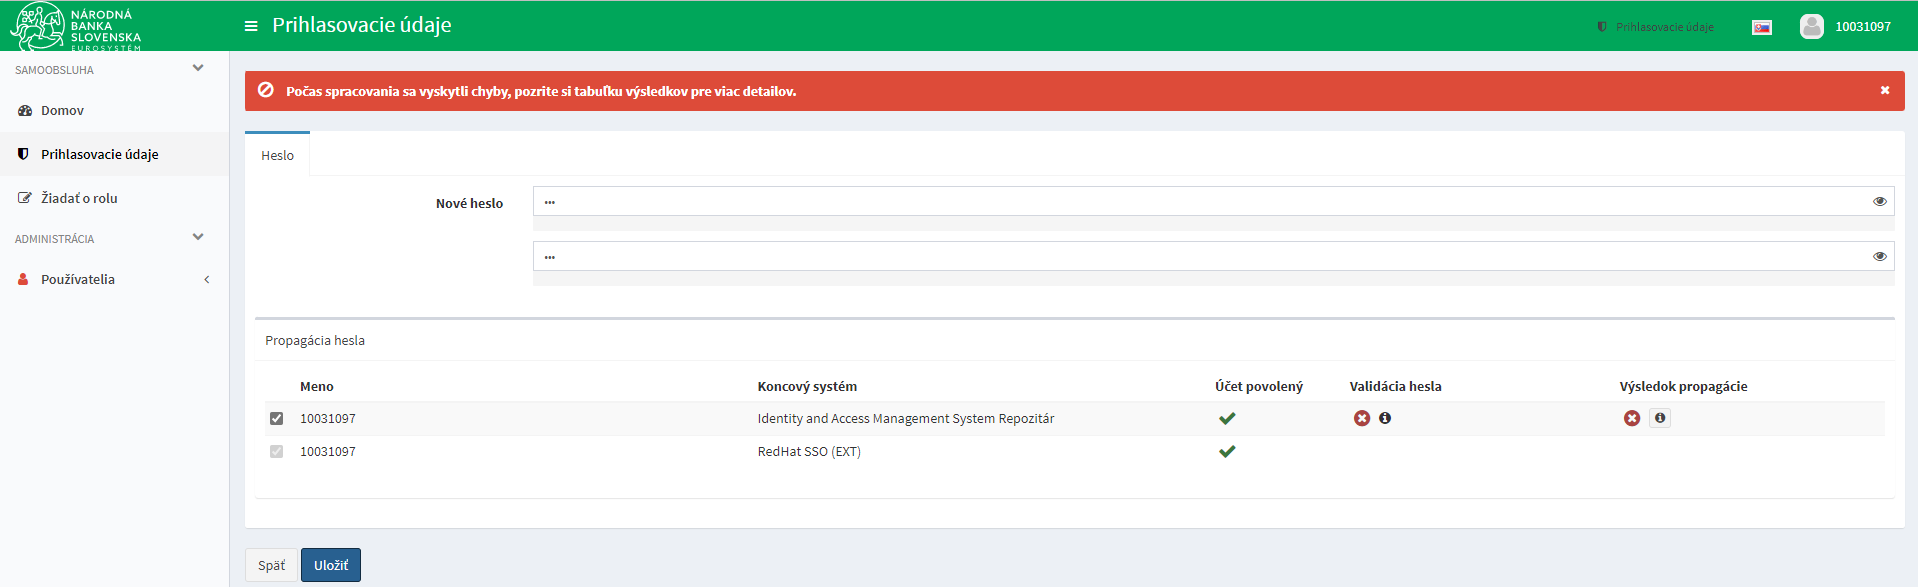 NÁRODNÁ
BANKA
SLOVENSKA
EUROSYSTÉM
Prihlasovacie údaje
Prihlasovacie údaje
10031097
SAMOOBSLUHA
Domov
Prihlasovacie údaje
Žiadať o rolu
ADMINISTRÁCIA
Používatelia
Počas spracovania sa vyskytli chyby, pozrite si tabuľku výsledkov pre viac detailov.
Heslo
Nové heslo
Propagácia hesla
Meno Koncový systém Účet povolený Validácia hesla Výsledok propagácie
10031097 Identity and Access Management System Repozitár
10031097 RedHat SSO (EXT)
Späť Uložiť